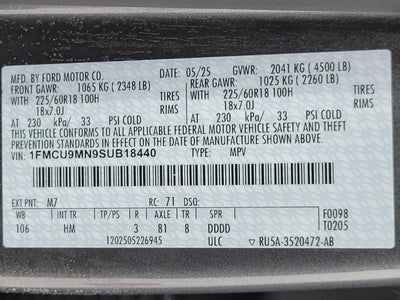 MFD. BY FORD MOTOR CO. 05/25 GVWR: 2041 KG ( 4500 LB)
FRONT GAWR: 1065 KG ( 2348 LB) REAR GAWR: 1025 KG ( 2260 LB)
WITH 225/60R18 100H WITH 225/60R18 100H
18x7.0J 18x7.0J
AT 230 kPa/ 33 PSI COLD AT 230 kPa/ 33 PSI COLD
THIS VEHICLE CONFORMS TO ALL APPLICABLE FEDERAL MOTOR VEHICLE SAFETY
AND THEFT PREVENTION STANDARDS IN EFFECT ON THE DATE OF MANUFACTURE SHOWN ABOVE.
VIN: 1FMCU9MN9SUB18440 TYPE: MPV
EXT PNT: M7 RC: 71 DSO:
WB INT TR TP/PS R AXLE TR SPR F0098
106 HM 3 81 8 DDDD T0205
1202505226945 ULC RU5A-3520472-AB